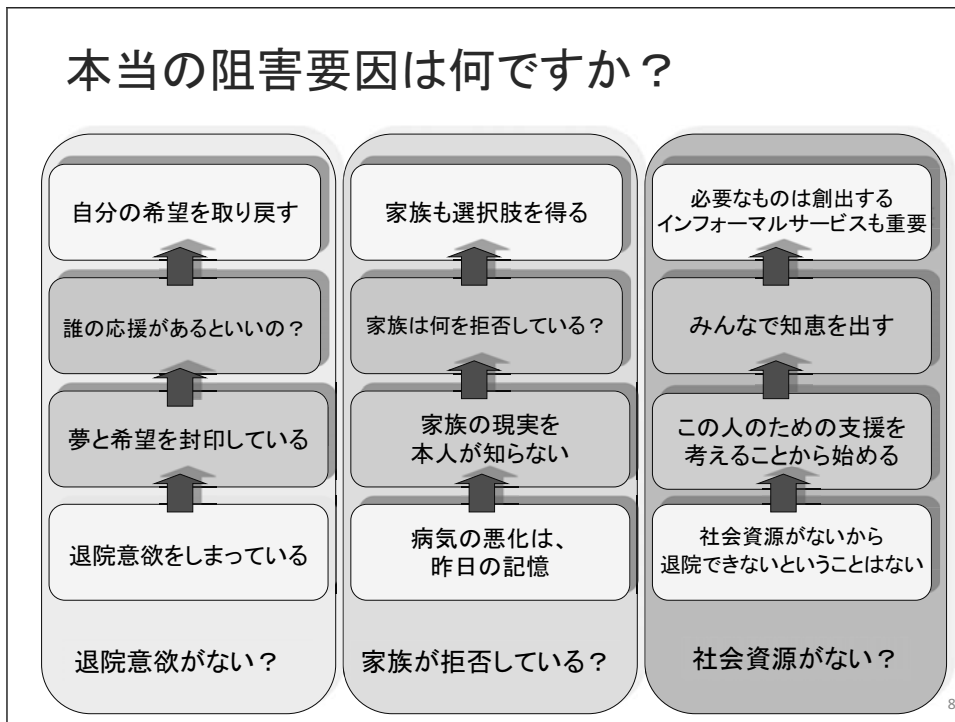 本当の阻害要因は何ですか？
自分の希望を取り戻す
誰の応援があるといいの？
夢と希望を封印している
退院意欲をしまっている
退院意欲がない？
家族も選択肢を得る
家族は何を拒否している？
家族の現実を
本人が知らない
病気の悪化は、
昨日の記憶
家族が拒否している？
必要なものは創出する
インフォーマルサービスも重要
みんなで知恵を出す
この人のための支援を
考えることから始める
社会資源がないから
退院できないということはない
社会資源がない？
8